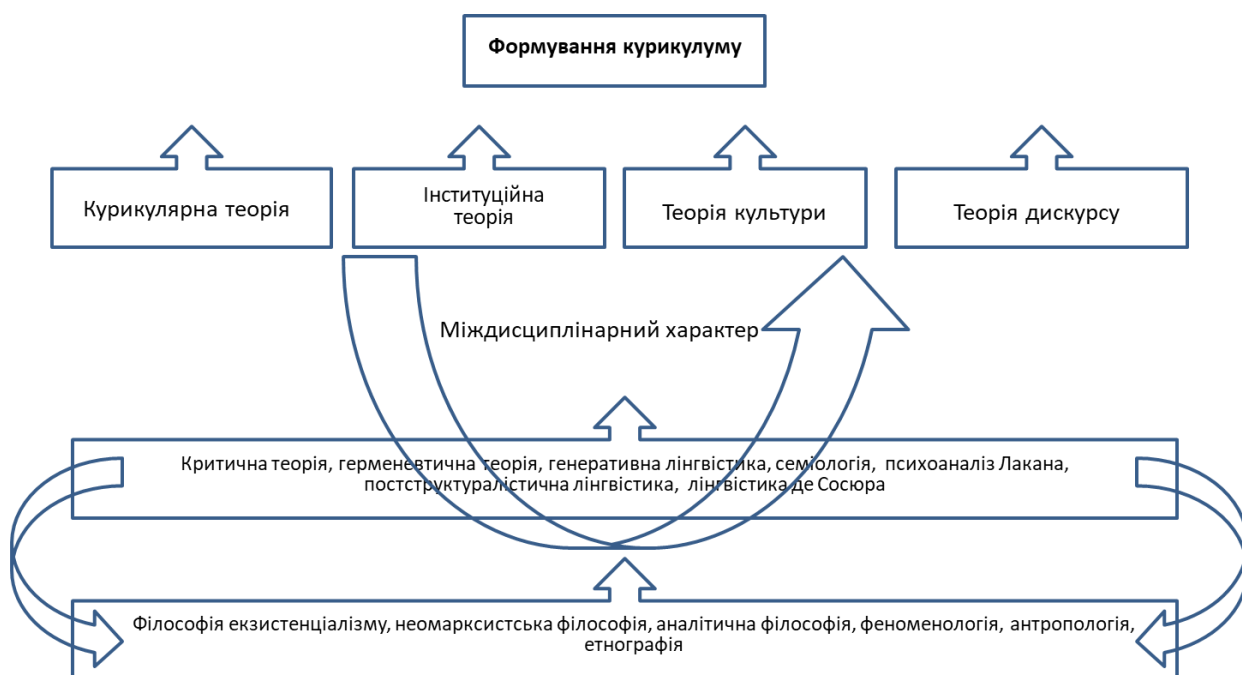 Формування курикулуму
Курикулярна теорія
Інституційна
теорія
Теорія культури
Теорія дискурсу
Міждисциплінарний характер
Критична теорія, герменевтична теорія, генеративна лінгвістика, семіологія, психоаналіз Лакана,
постструктуралістична лінгвістика, лінгвістика де Сосюра
Філософія екзистенціалізму, неомарксистська філософія, аналітична філософія, феноменологія, антропологія,
етнографія